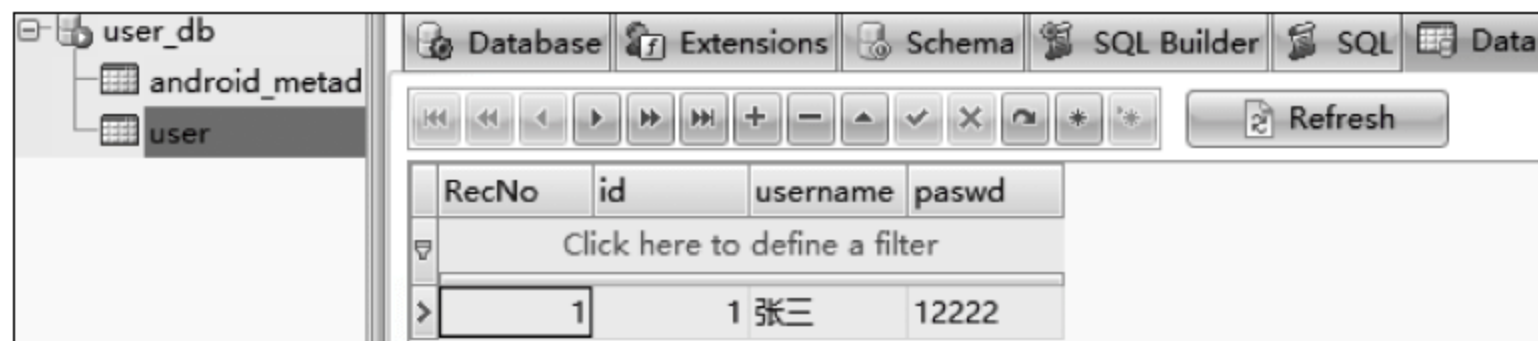 user_db
android_metad
user
Database Extensions Schema SQL Builder SQL Data
Refresh
RecNo id username paswd
Click here to define a filter
1 1 张三 12222